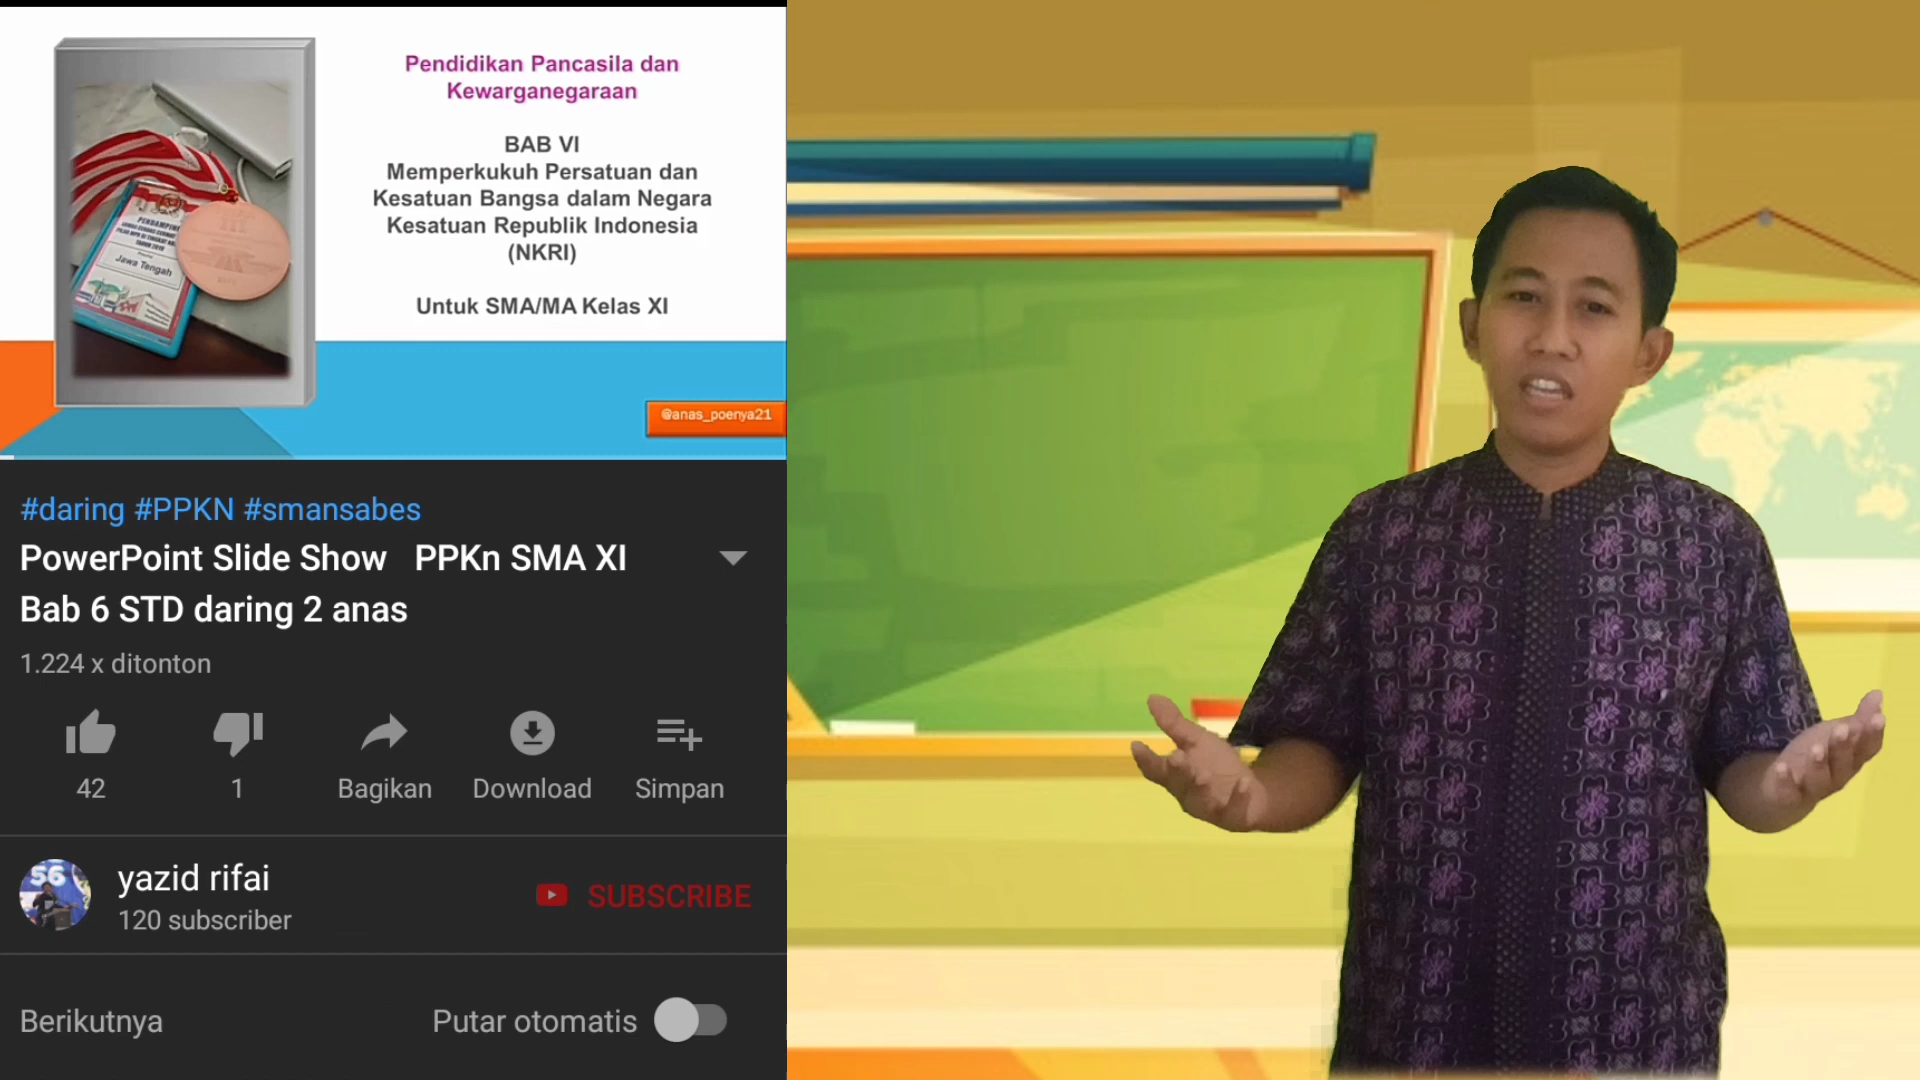 Pendidikan Pancasila dan
Kewarganegaraan
BAB VI
Memperkukuh Persatuan dan
Kesatuan Bangsa dalam Negara
Kesatuan Republik Indonesia
(NKRI)
Untuk SMA/MA Kelas XI
Jawa Tengah
@anas_poenya21
#daring #PPKN #smansabes
PowerPoint Slide Show PPKn SMA XI
Bab 6 STD daring 2 anas
1.224 x ditonton
42
1
Bagikan
Download
Simpan
56
yazid rifai
120 subscriber
SUBSCRIBE
Berikutnya
Putar otomatis